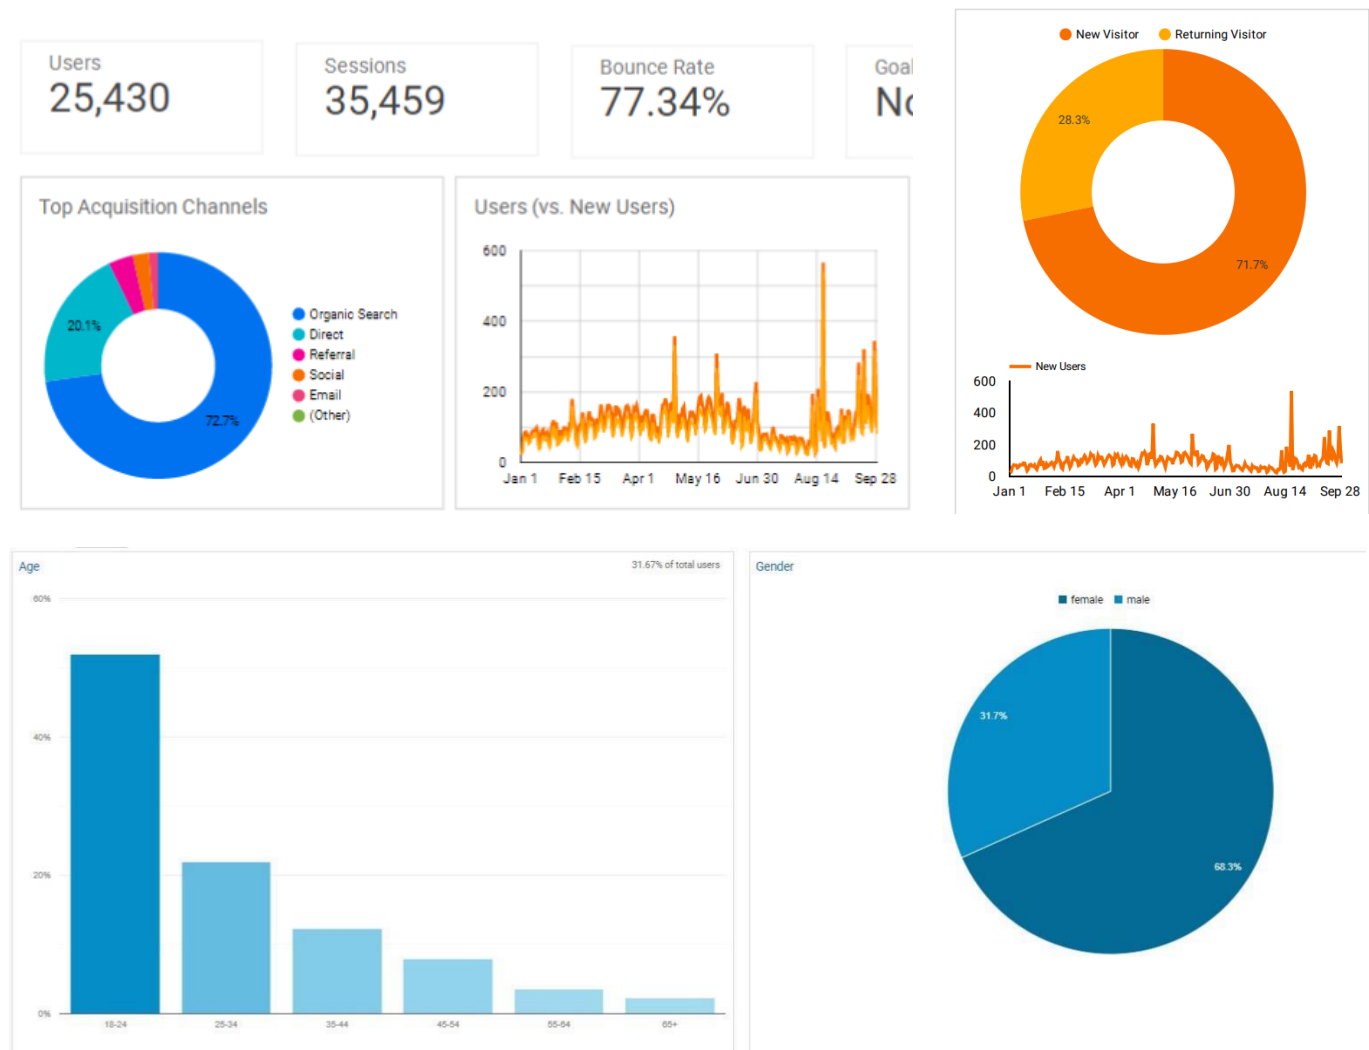 Users
25,430
Sessions
35,459
Bounce Rate
77.34%
Top Acquisition Channels
20.1%
72.7%
Organic Search
Direct
Referral
Social
Email
(Other)
Users (vs. New Users)
600
400
200
0
Jan 1 Feb 15 Apr 1 May 16 Jun 30 Aug 14 Sep 28
New Visitor Returning Visitor
28.3%
71.7%
New Users
600
400
200
0
Jan 1 Feb 15 Apr 1 May 16 Jun 30 Aug 14 Sep 28
Age
31.67% of total users
60%
40%
20%
0%
18-24 25-34 35-44 45-54 55-64 65+
Gender
female male
31.7%
68.3%